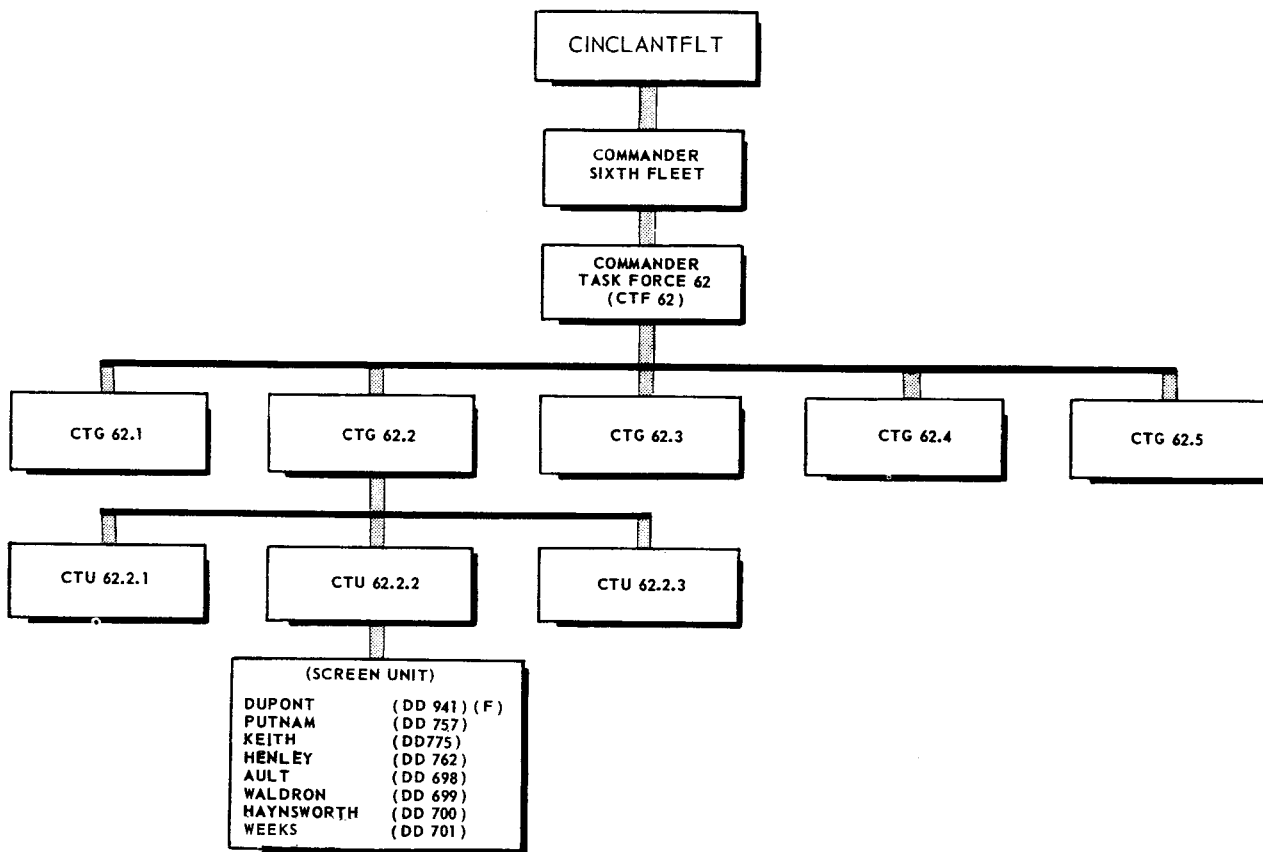 CINCLANTFLT
COMMANDER
SIXTH FLEET
COMMANDER
TASK FORCE 62
(CTF 62)
CTG 62.1
CTG 62.2
CTG 62.3
CTG 62.4
CTG 62.5
CTU 62.2.1
CTU 62.2.2
CTU 62.2.3
(SCREEN UNIT)
DUPONT (DD 941) (F)
PUTNAM (DD 757)
KEITH (DD775)
HENLEY (DD 762)
AULT (DD 698)
WALDRON (DD 699)
HAYNSWORTH (DD 700)
WEEKS (DD 701)